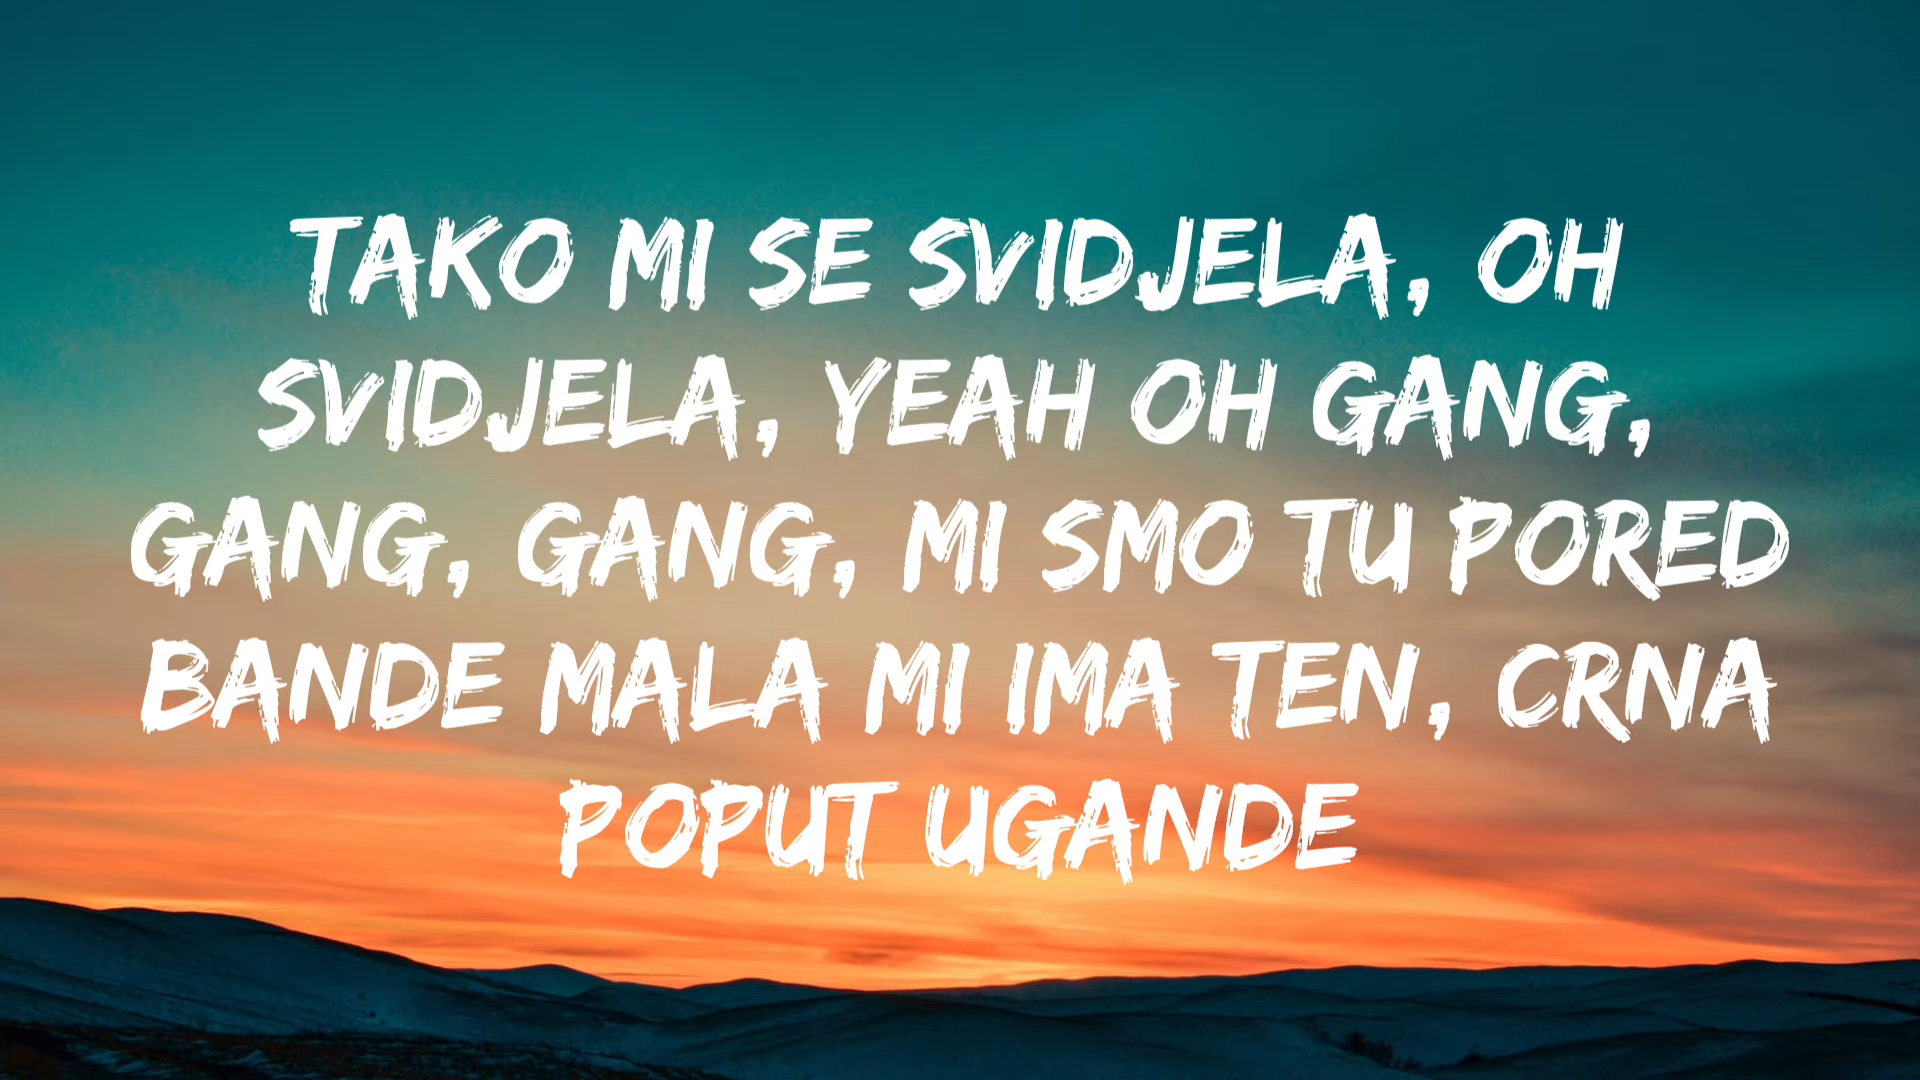 TAKO MI SE SVIDJELA, OH
SVIDJELA, YEAH OH GANG,
GANG, GANG, MI SMO TU PORED
BANDE MALA MI IMA TEN, CRNA
POPUT UGANDE